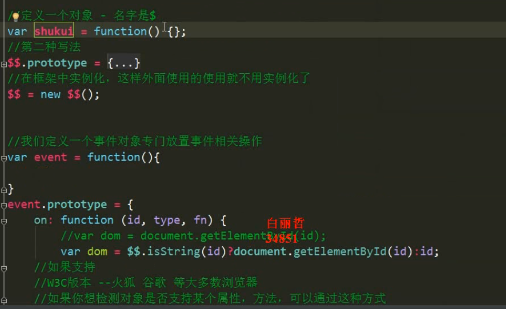 //定义一个对象 - 名字是$
var shukui = function() {};
//第二种写法
$$.prototype = {...}
//在框架中实例化，这样外面使用的使用就不用实例化了
$$ = new $$();
//我们定义一个事件对象专门放置事件相关操作
var event = function(){
}
event.prototype = {
on: function (id, type, fn) {
白丽哲
//var dom = document.getElementById(id);
34851
var dom = $$.isString(id)?document.getElementById(id):id;
//如果支持
//W3C版本 --火狐 谷歌 等大多数浏览器
//如果你想检测对象是否支持某个属性，方法，可以通过这种方式